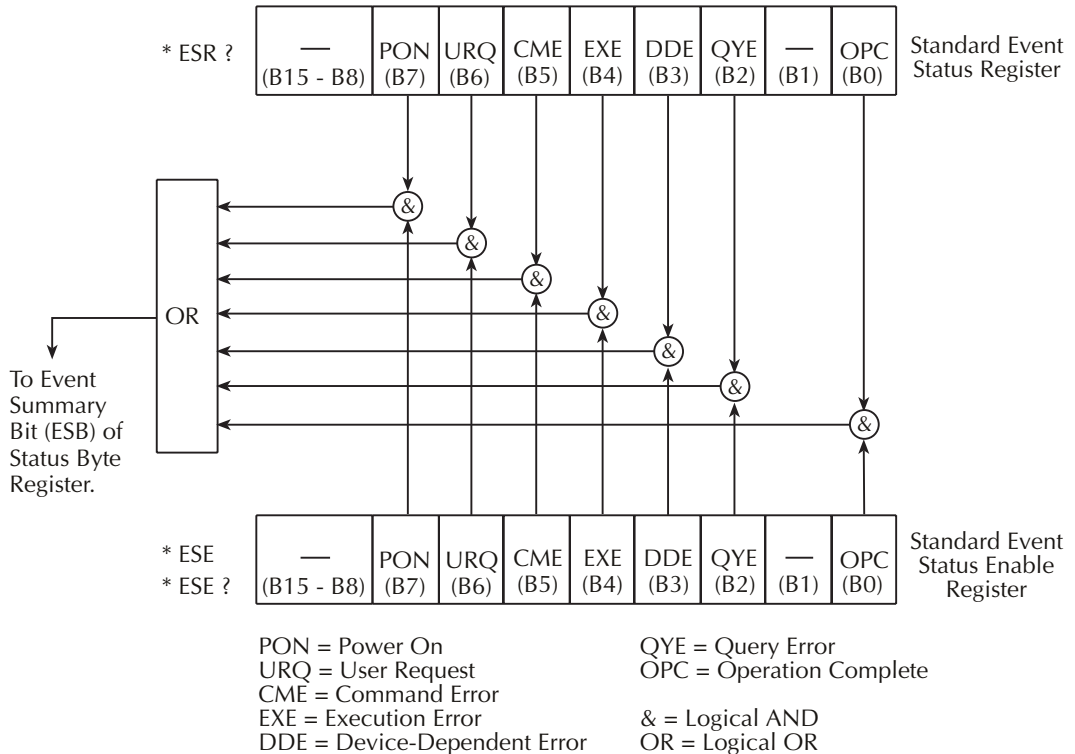 * ESR ?
— PON URQ CME EXE DDE QYE — OPC
(B15 - B8) (B7) (B6) (B5) (B4) (B3) (B2) (B1) (B0)
Standard Event
Status Register
&
&
&
&
&
&
&
OR
To Event
Summary
Bit (ESB) of
Status Byte
Register.
* ESE
* ESE ?
— PON URQ CME EXE DDE QYE — OPC
(B15 - B8) (B7) (B6) (B5) (B4) (B3) (B2) (B1) (B0)
Standard Event
Status Enable
Register
PON = Power On
URQ = User Request
CME = Command Error
EXE = Execution Error
DDE = Device-Dependent Error
QYE = Query Error
OPC = Operation Complete
& = Logical AND
OR = Logical OR